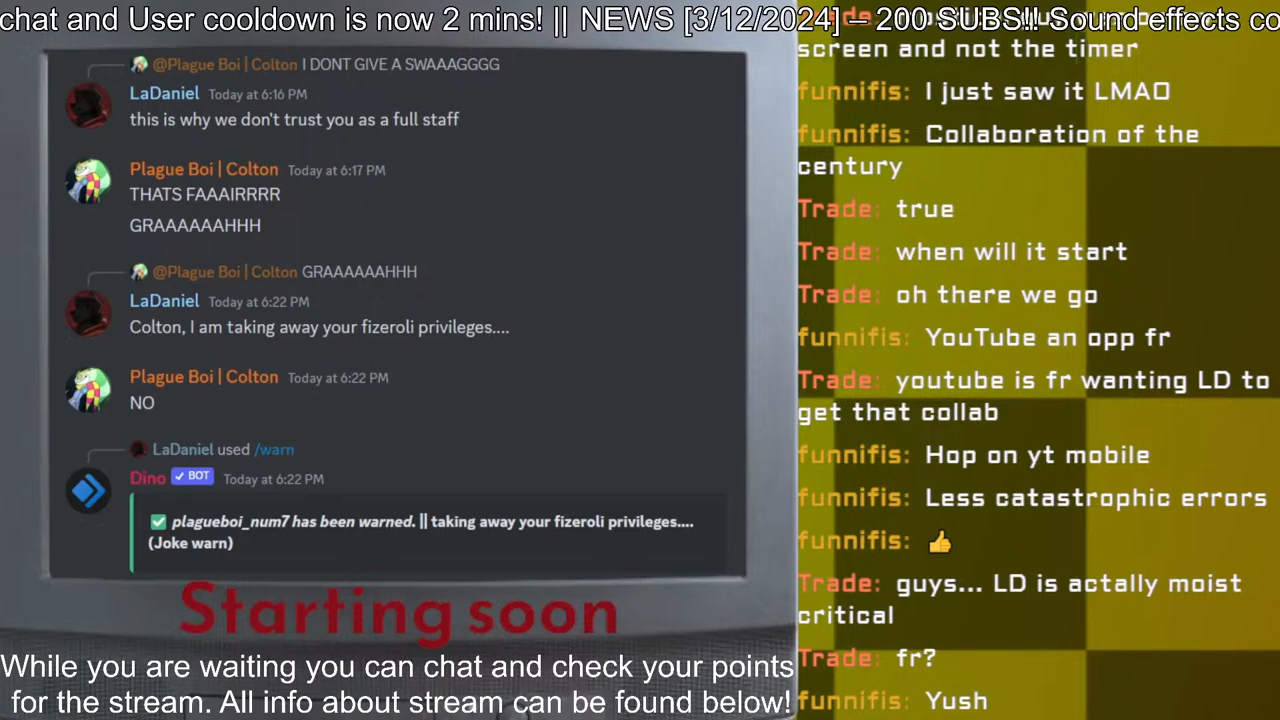 chat and User cooldown is now 2 mins! || NEWS [3/12/2024] – 200 SUBS!! Sound effects co
@Plague Boi | Colton I DONT GIVE A SWAAAGGGG
LaDaniel Today at 6:16 PM
this is why we don't trust you as a full staff
Plague Boi | Colton Today at 6:17 PM
THATS FAAAIRRRR
GRAAAAAAHHH
@Plague Boi | Colton GRAAAAAAHHH
LaDaniel Today at 6:22 PM
Colton, I am taking away your fizeroli privileges....
Plague Boi | Colton Today at 6:22 PM
NO
LaDaniel used /warn
Dino ✓ BOT Today at 6:22 PM
✅ plagueboi_num7 has been warned. || taking away your fizeroli privileges....
(Joke warn)
Starting soon
While you are waiting you can chat and check your points
for the stream. All info about stream can be found below!
Trade:
screen and not the timer
funnifis: I just saw it LMAO
funnifis: Collaboration of the
century
Trade: true
Trade: when will it start
Trade: oh there we go
funnifis: YouTube an opp fr
Trade: youtube is fr wanting LD to
get that collab
funnifis: Hop on yt mobile
funnifis: Less catastrophic errors
funnifis: 👍
Trade: guys... LD is actally moist
critical
Trade: fr?
funnifis: Yush